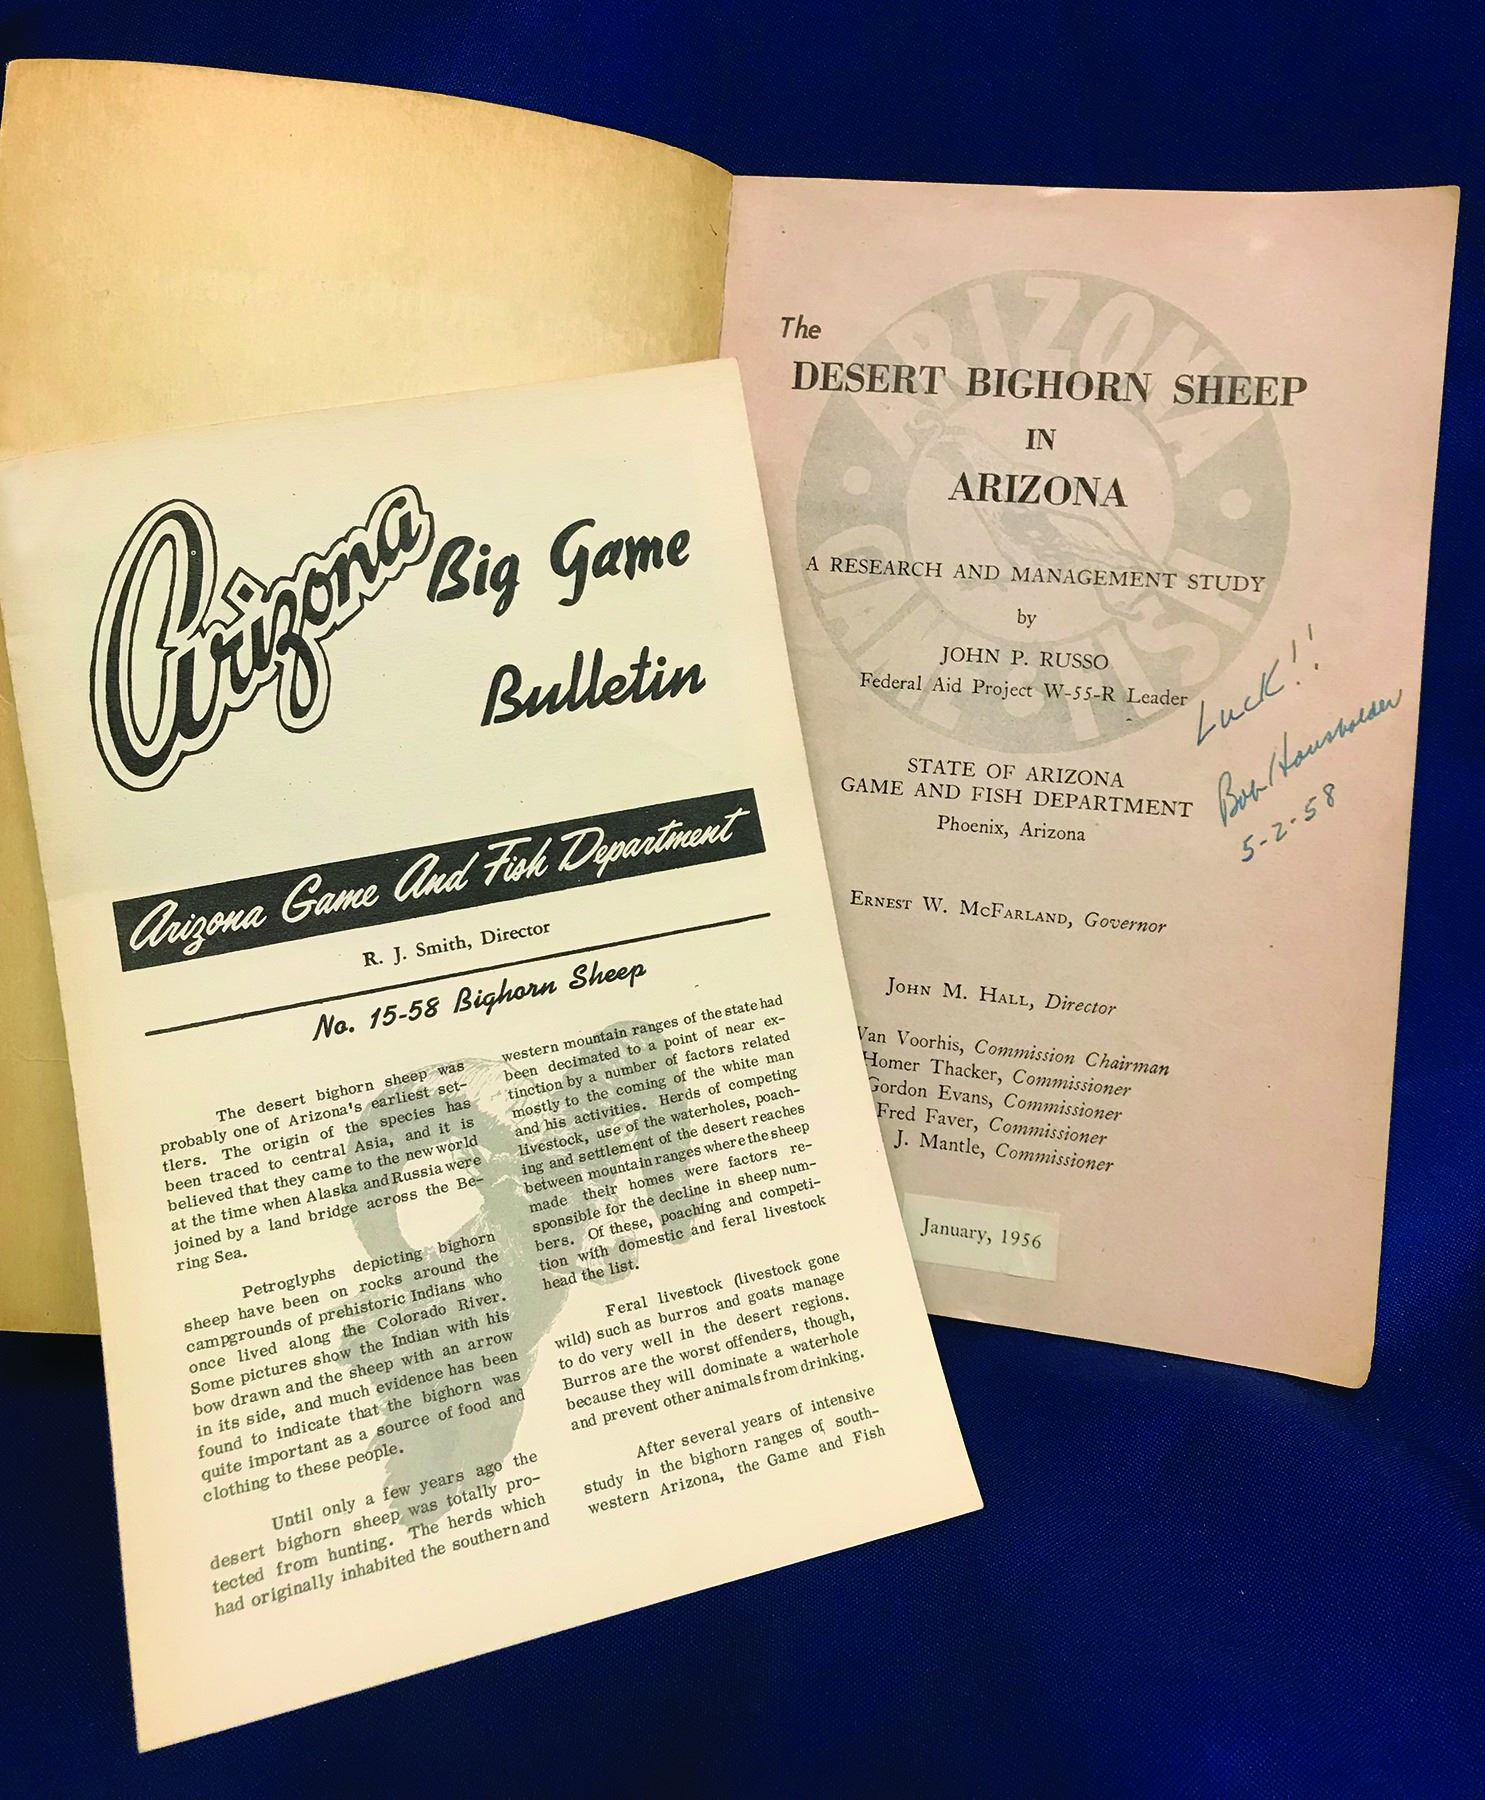 Arizona Big Game
Bulletin
Arizona Game And Fish Department
R. J. Smith, Director
No. 15-58 Bighorn Sheep
The desert bighorn sheep was
probably one of Arizona's earliest set-
tlers. The origin of the species has
been traced to central Asia, and it is
believed that they came to the new world
at the time when Alaska and Russia were
joined by a land bridge across the Be-
ring Sea.
Petroglyphs depicting bighorn
sheep have been on rocks around the
campgrounds of prehistoric Indians who
once lived along the Colorado River.
Some pictures show the Indian with his
bow drawn and the sheep with an arrow
in its side, and much evidence has been
found to indicate that the bighorn was
quite important as a source of food and
clothing to these people.
Until only a few years ago the
desert bighorn sheep was totally pro-
tected from hunting. The herds which
had originally inhabited the southern and
western mountain ranges of the state had
been decimated to a point of near ex-
tinction by a number of factors related
mostly to the coming of the white man
and his activities. Herds of competing
livestock, use of the waterholes, poach-
ing and settlement of the desert reaches
between mountain ranges where the sheep
made their homes were factors re-
sponsible for the decline in sheep num-
bers. Of these, poaching and competi-
tion with domestic and feral livestock
head the list.
Feral livestock (livestock gone
wild) such as burros and goats manage
to do very well in the desert regions.
Burros are the worst offenders, though,
because they will dominate a waterhole
and prevent other animals from drinking.
After several years of intensive
study in the bighorn ranges of south-
western Arizona, the Game and Fish
ARIZONA
GAME FISH
The
DESERT BIGHORN SHEEP
IN
ARIZONA
A RESEARCH AND MANAGEMENT STUDY
by
JOHN P. RUSSO
Federal Aid Project W-55-R Leader
Luck!!
Bob Housholder
5-2-58
STATE OF ARIZONA
GAME AND FISH DEPARTMENT
Phoenix, Arizona
ERNEST W. MCFARLAND, Governor
JOHN M. HALL, Director
Van Voorhis, Commission Chairman
Homer Thacker, Commissioner
Gordon Evans, Commissioner
Fred Faver, Commissioner
J. Mantle, Commissioner
January, 1956